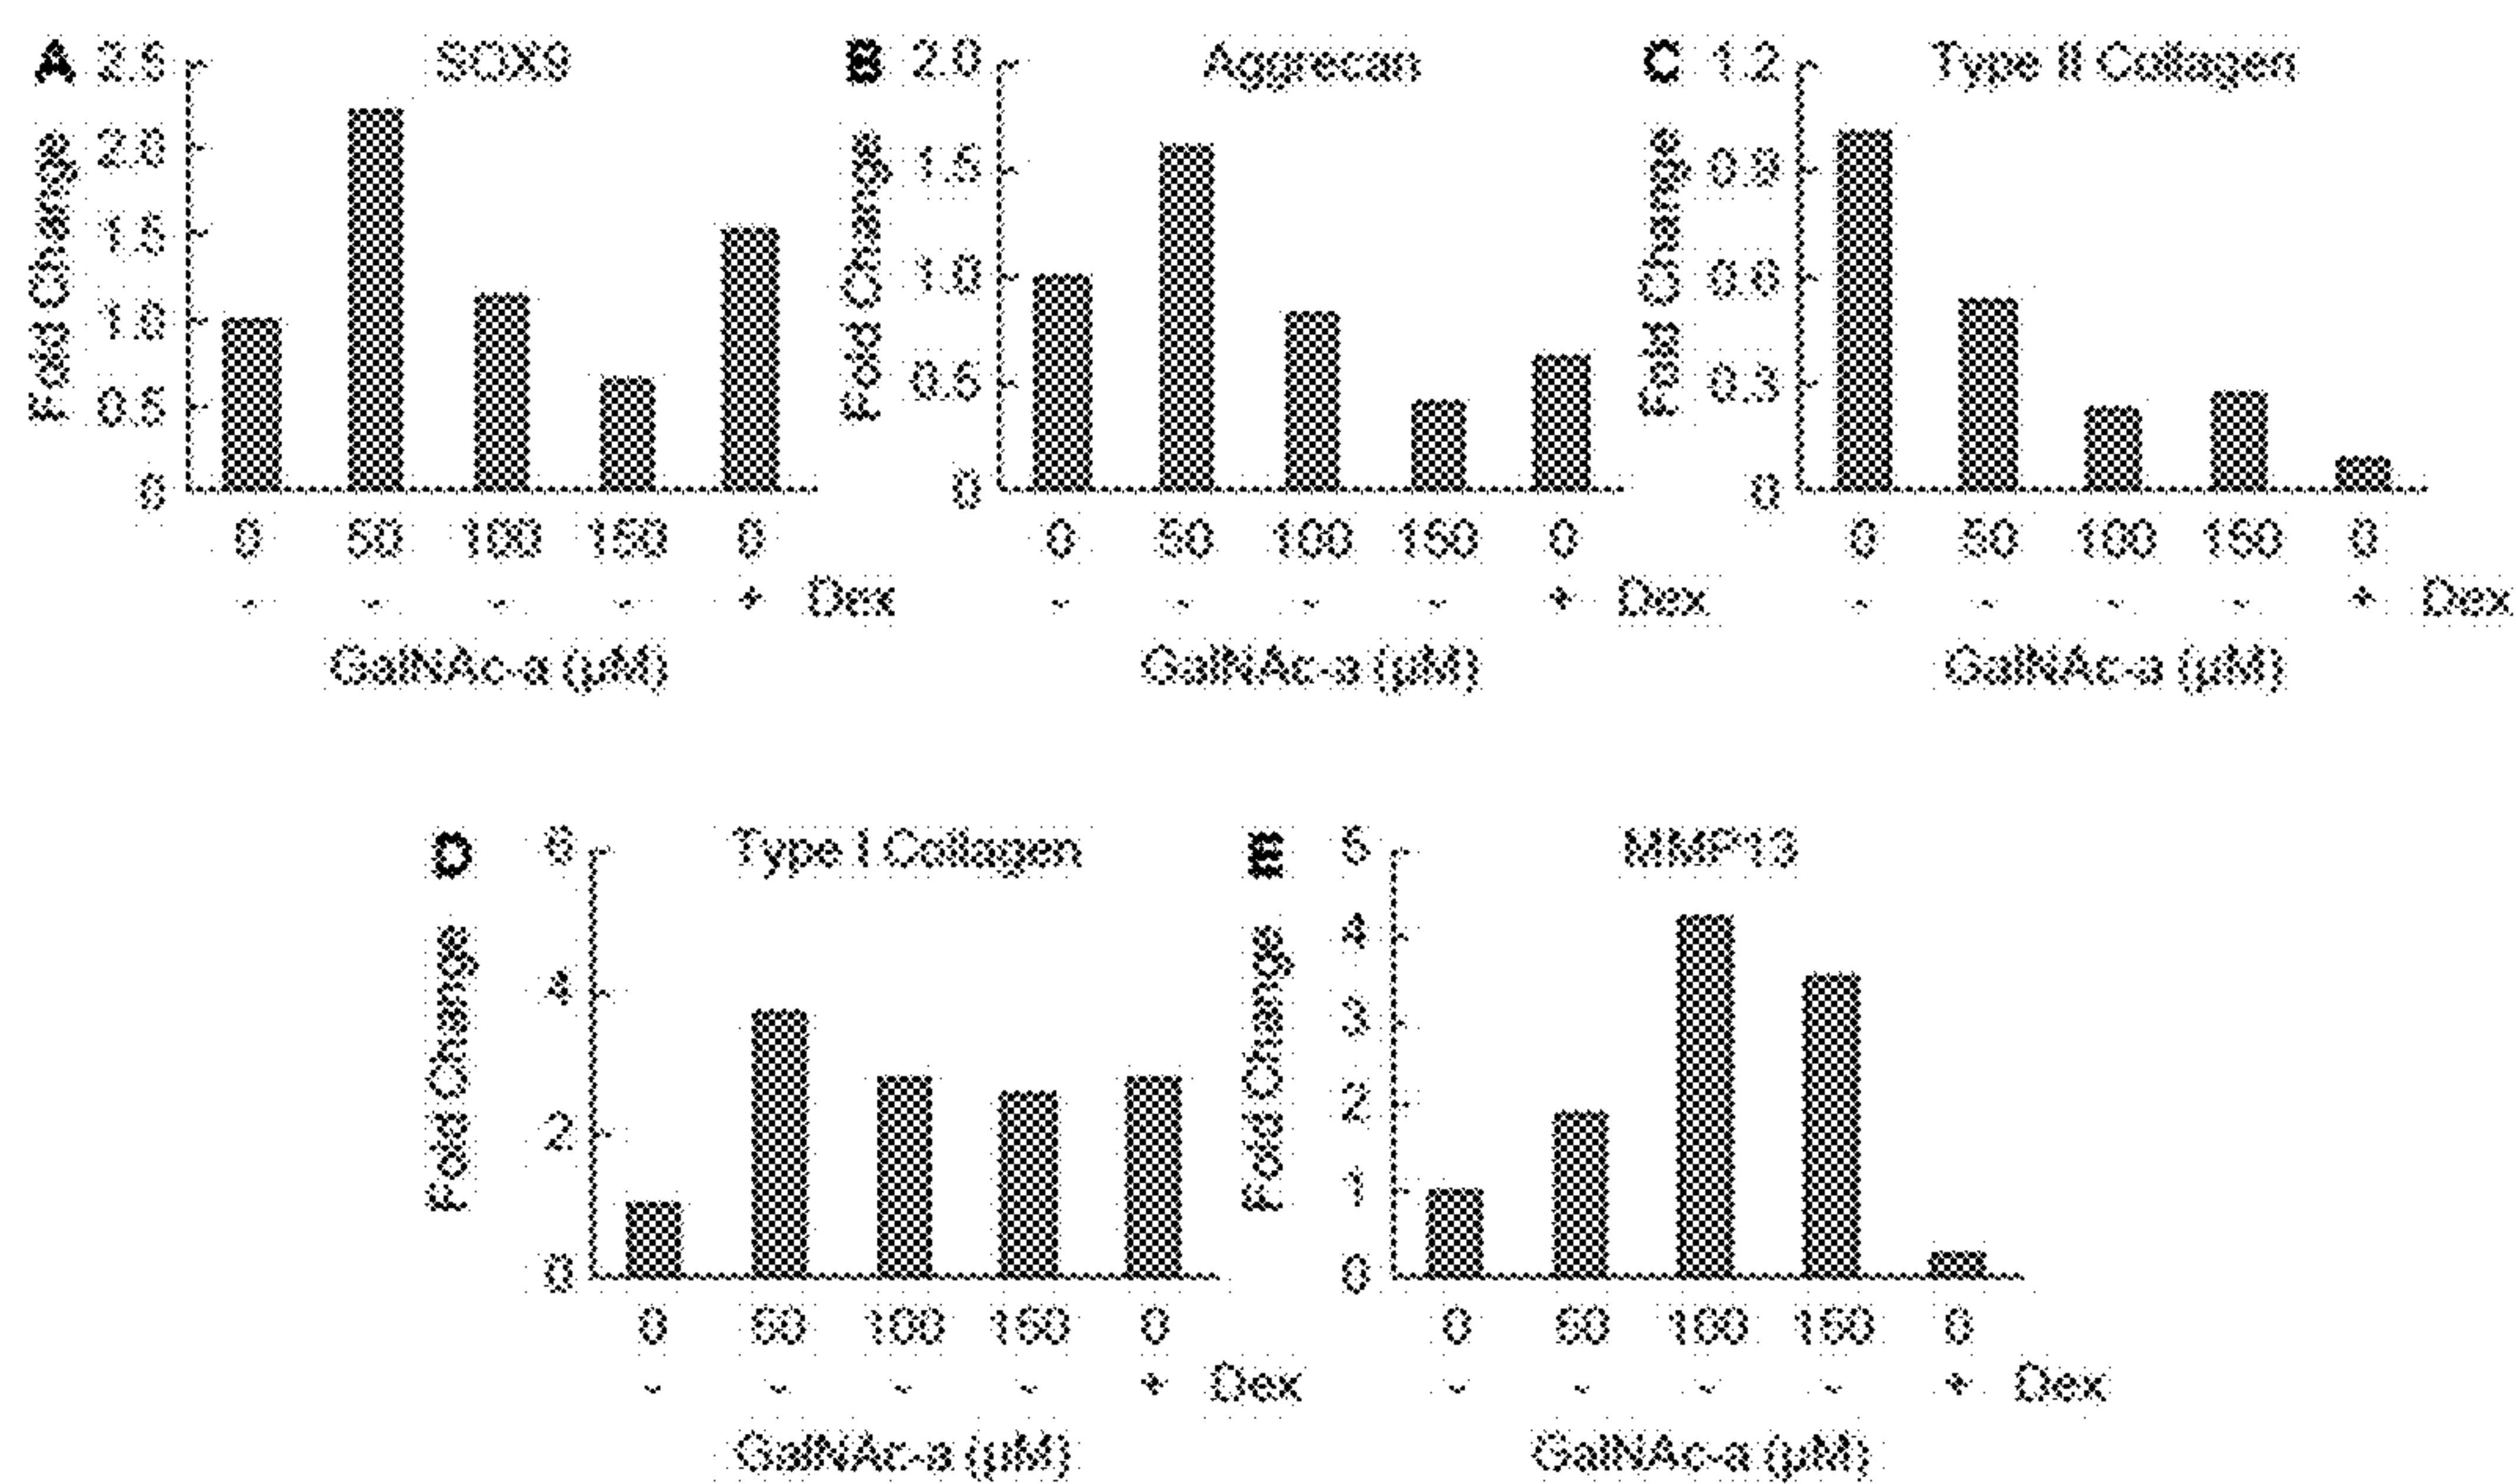 A SOX9
Fold Change
2.5
2.0
1.5
1.0
0.5
0
0 50 100 150 0
- - - - + Dex
GalNAc-a (μM)
B Aggrecan
Fold Change
2.0
1.5
1.0
0.5
0
0 50 100 150 0
- - - - + Dex
GalNAc-a (μM)
C Type II Collagen
Fold Change
1.2
0.9
0.6
0.3
0
0 50 100 150 0
- - - - + Dex
GalNAc-a (μM)
D Type I Collagen
Fold Change
6
4
2
0
0 50 100 150 0
- - - - + Dex
GalNAc-a (μM)
E MMP13
Fold Change
5
4
3
2
1
0
0 50 100 150 0
- - - - + Dex
GalNAc-a (μM)